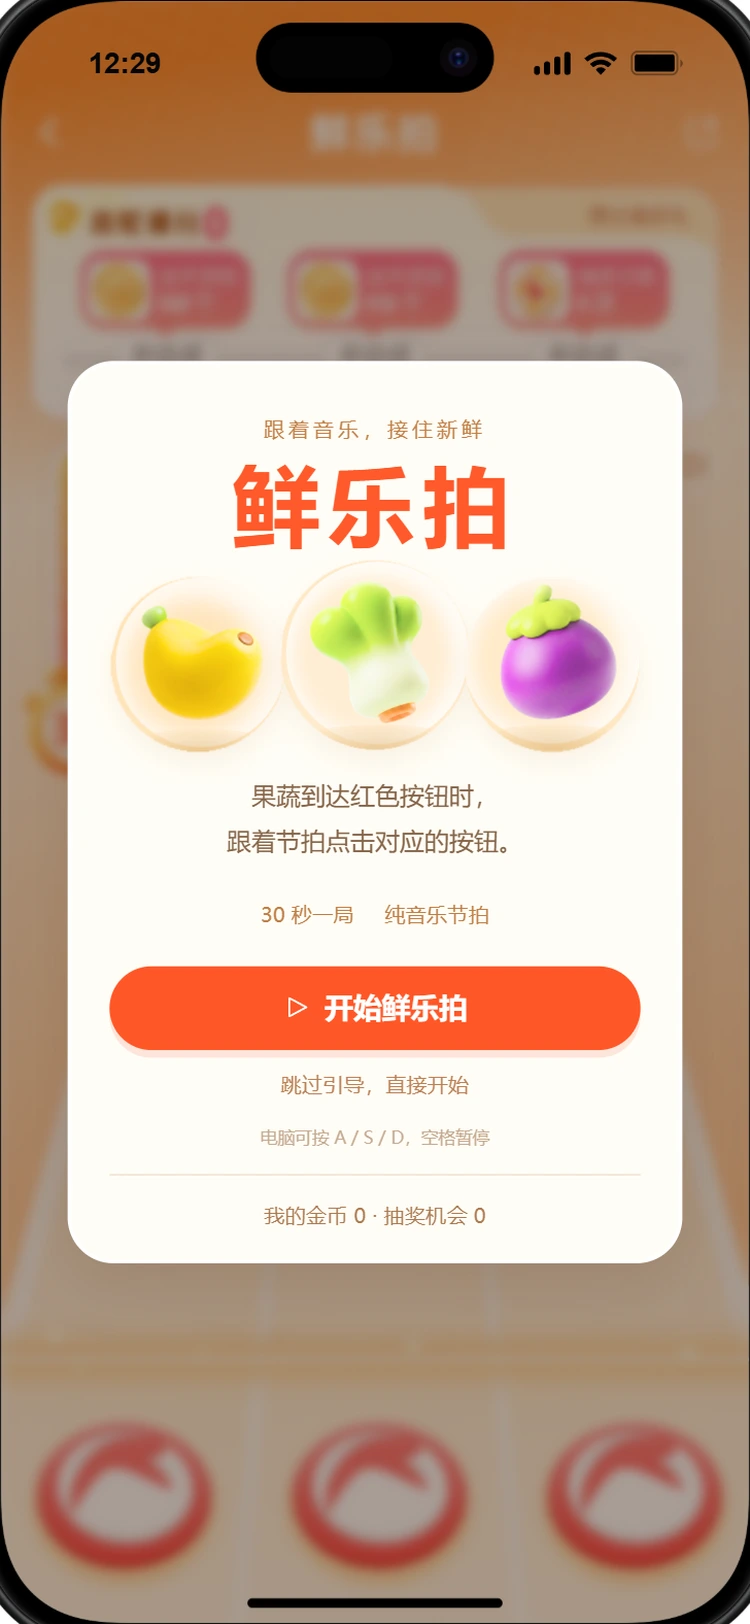 12:29
鲜乐拍
跟着音乐，接住新鲜
鲜乐拍
果蔬到达红色按钮时，
跟着节拍点击对应的按钮。
30 秒一局 纯音乐节拍
开始鲜乐拍
跳过引导，直接开始
电脑可按 A / S / D，空格暂停
我的金币 0 · 抽奖机会 0